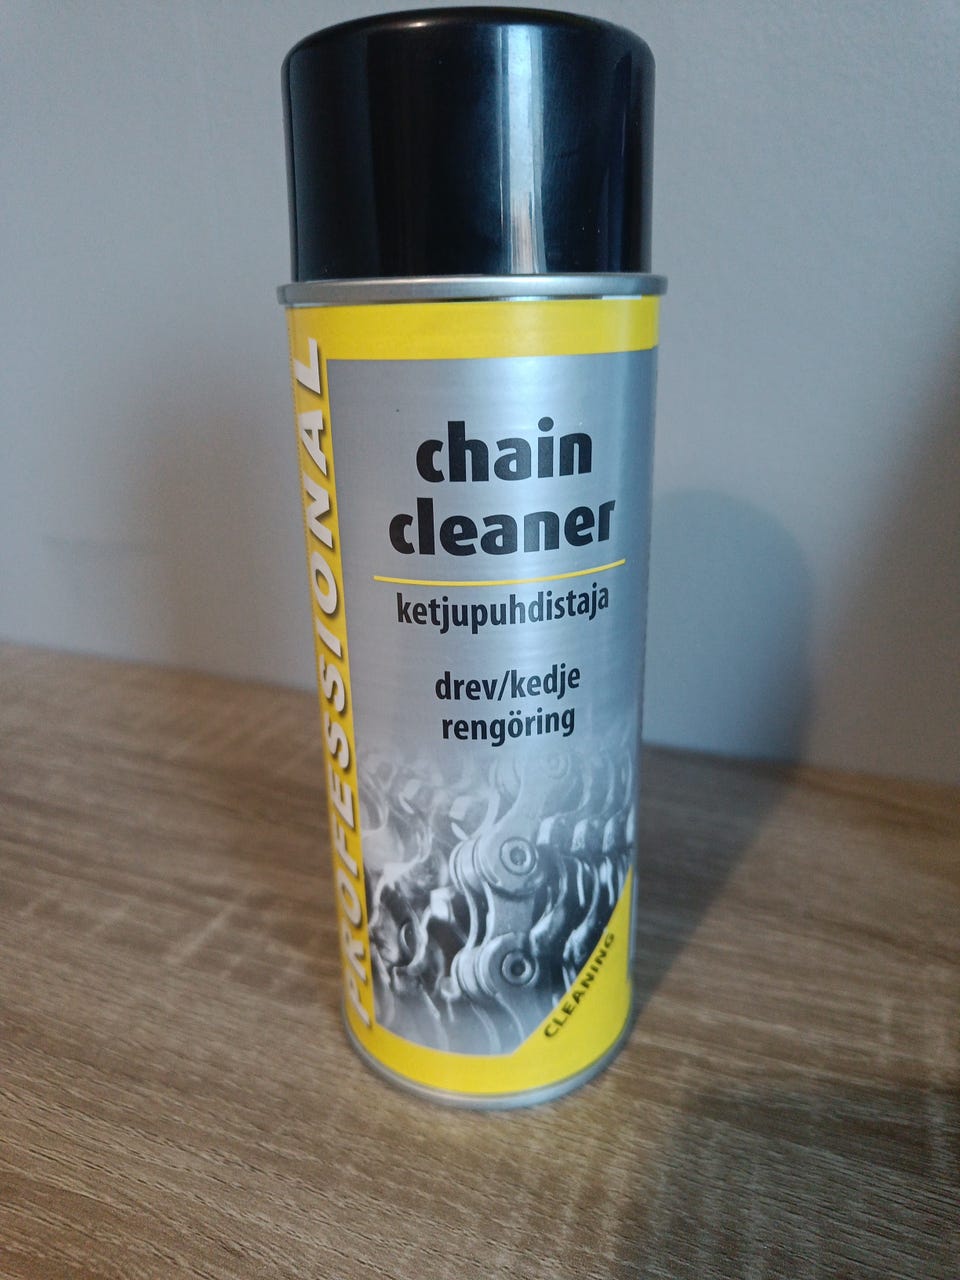 PROFESSIONAL
chain
cleaner
ketjupuhdistaja
drev/kedje
rengöring
CLEANING